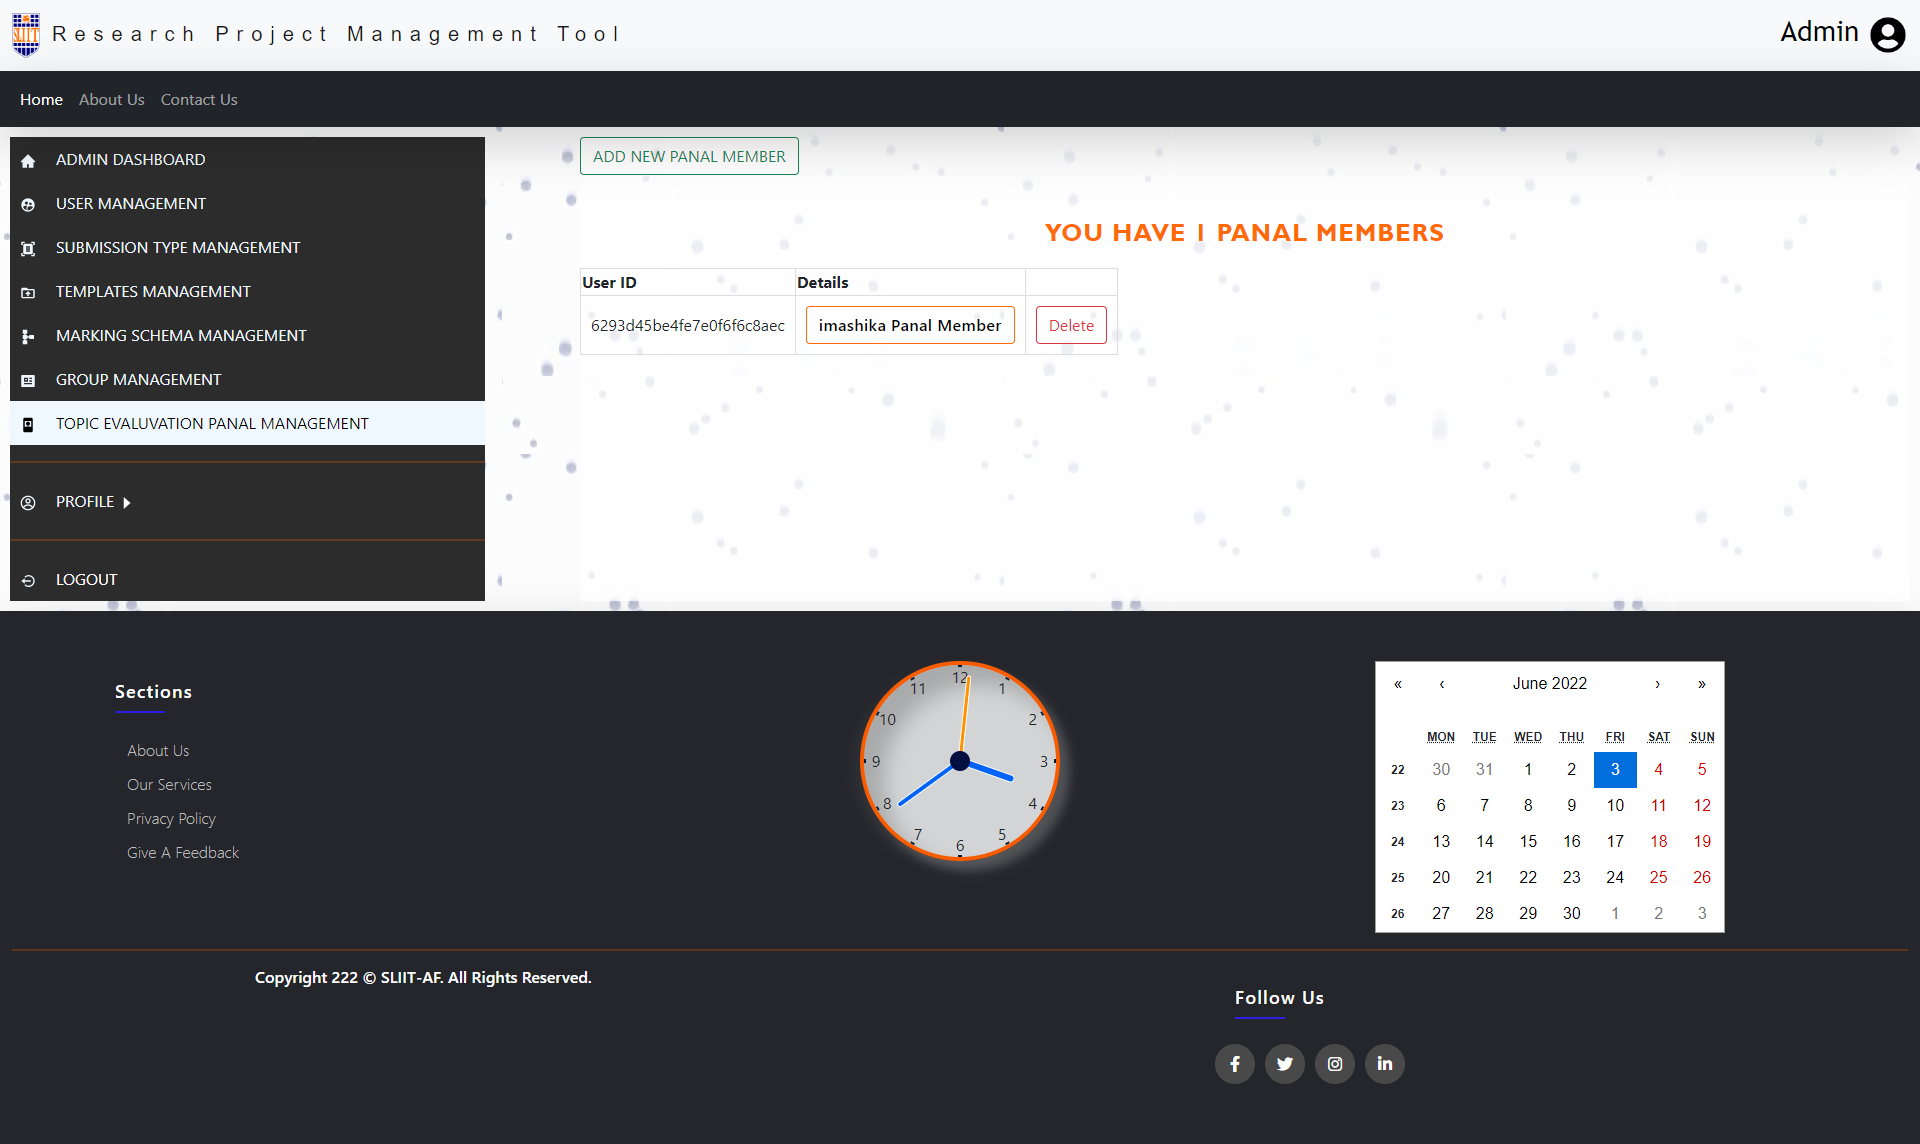 SLIIT
Research Project Management Tool
Admin
Home About Us Contact Us
ADMIN DASHBOARD
USER MANAGEMENT
SUBMISSION TYPE MANAGEMENT
TEMPLATES MANAGEMENT
MARKING SCHEMA MANAGEMENT
GROUP MANAGEMENT
TOPIC EVALUVATION PANAL MANAGEMENT
PROFILE
LOGOUT
ADD NEW PANAL MEMBER
YOU HAVE 1 PANAL MEMBERS
User ID Details
6293d45be4fe7e0f6f6c8aec imashika Panal Member Delete
Sections
About Us
Our Services
Privacy Policy
Give A Feedback
12
11 1
10 2
9 3
8 4
7 5
6
« ‹ June 2022 › »
MON TUE WED THU FRI SAT SUN
22 30 31 1 2 3 4 5
23 6 7 8 9 10 11 12
24 13 14 15 16 17 18 19
25 20 21 22 23 24 25 26
26 27 28 29 30 1 2 3
Copyright 222 © SLIIT-AF. All Rights Reserved.
Follow Us